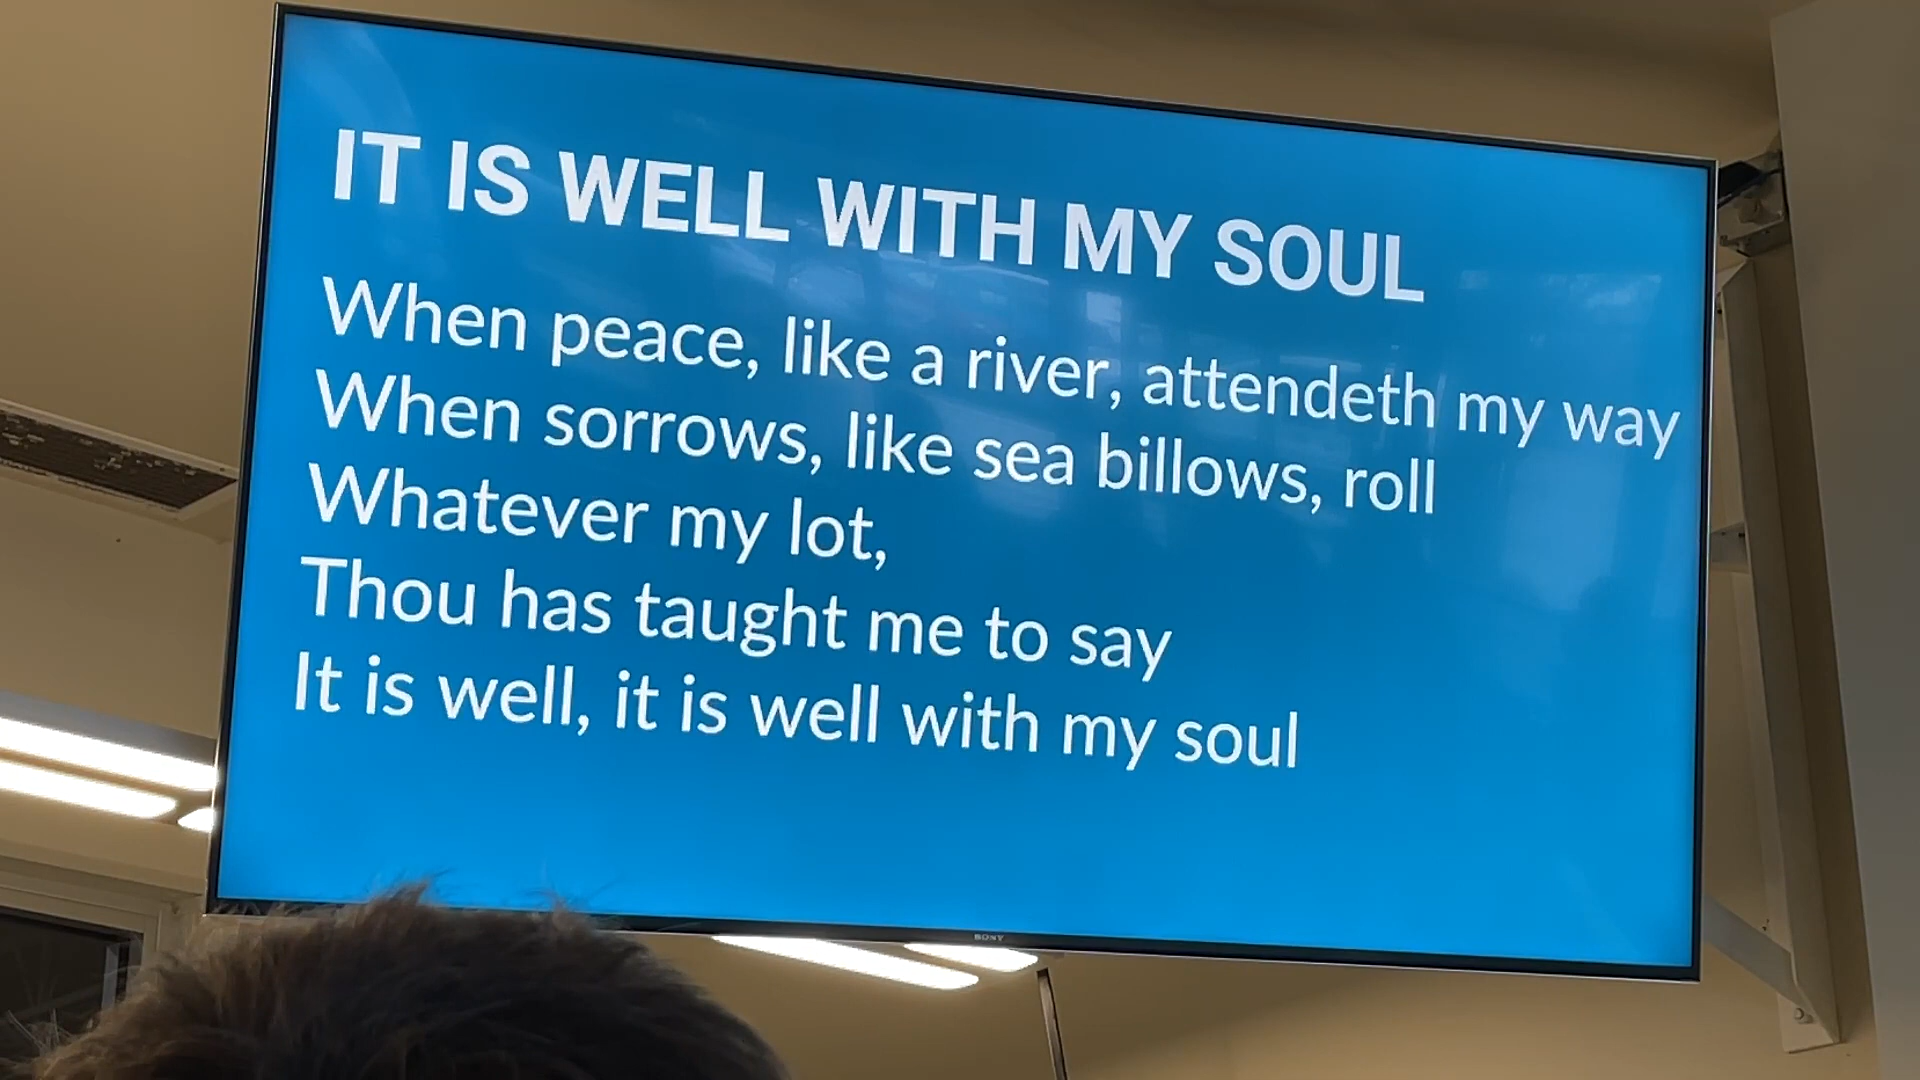 IT IS WELL WITH MY SOUL
When peace, like a river, attendeth my way
When sorrows, like sea billows, roll
Whatever my lot,
Thou has taught me to say
It is well, it is well with my soul
SONY